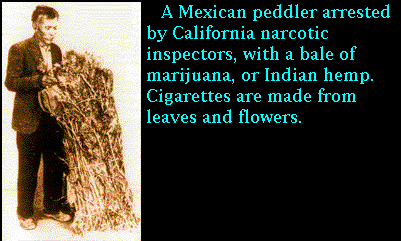 A Mexican peddler arrested
by California narcotic
inspectors, with a bale of
marijuana, or Indian hemp.
Cigarettes are made from
leaves and flowers.